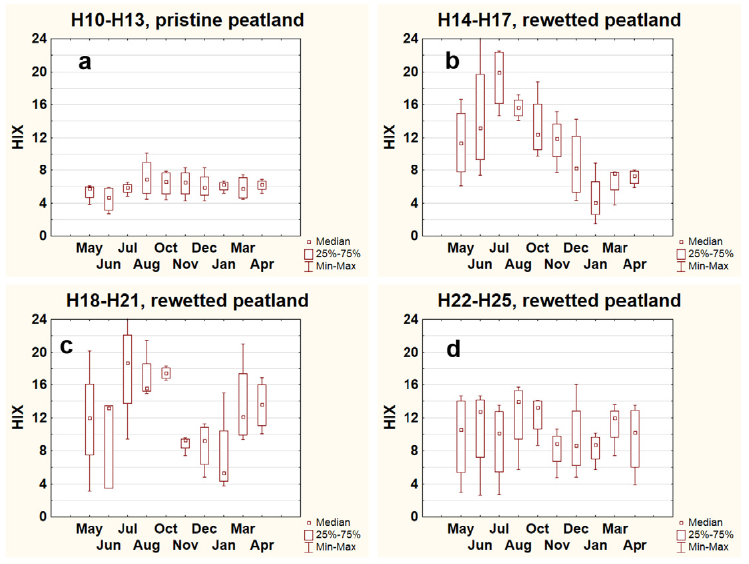 H10-H13, pristine peatland
a
HIX
24
20
16
12
8
4
0
May Jul Oct Dec Mar
Jun Aug Nov Jan Apr
Median
25%-75%
Min-Max
H14-H17, rewetted peatland
b
HIX
24
20
16
12
8
4
0
May Jul Oct Dec Mar
Jun Aug Nov Jan Apr
Median
25%-75%
Min-Max
H18-H21, rewetted peatland
c
HIX
24
20
16
12
8
4
0
May Jul Oct Dec Mar
Jun Aug Nov Jan Apr
Median
25%-75%
Min-Max
H22-H25, rewetted peatland
d
HIX
24
20
16
12
8
4
0
May Jul Oct Dec Mar
Jun Aug Nov Jan Apr
Median
25%-75%
Min-Max